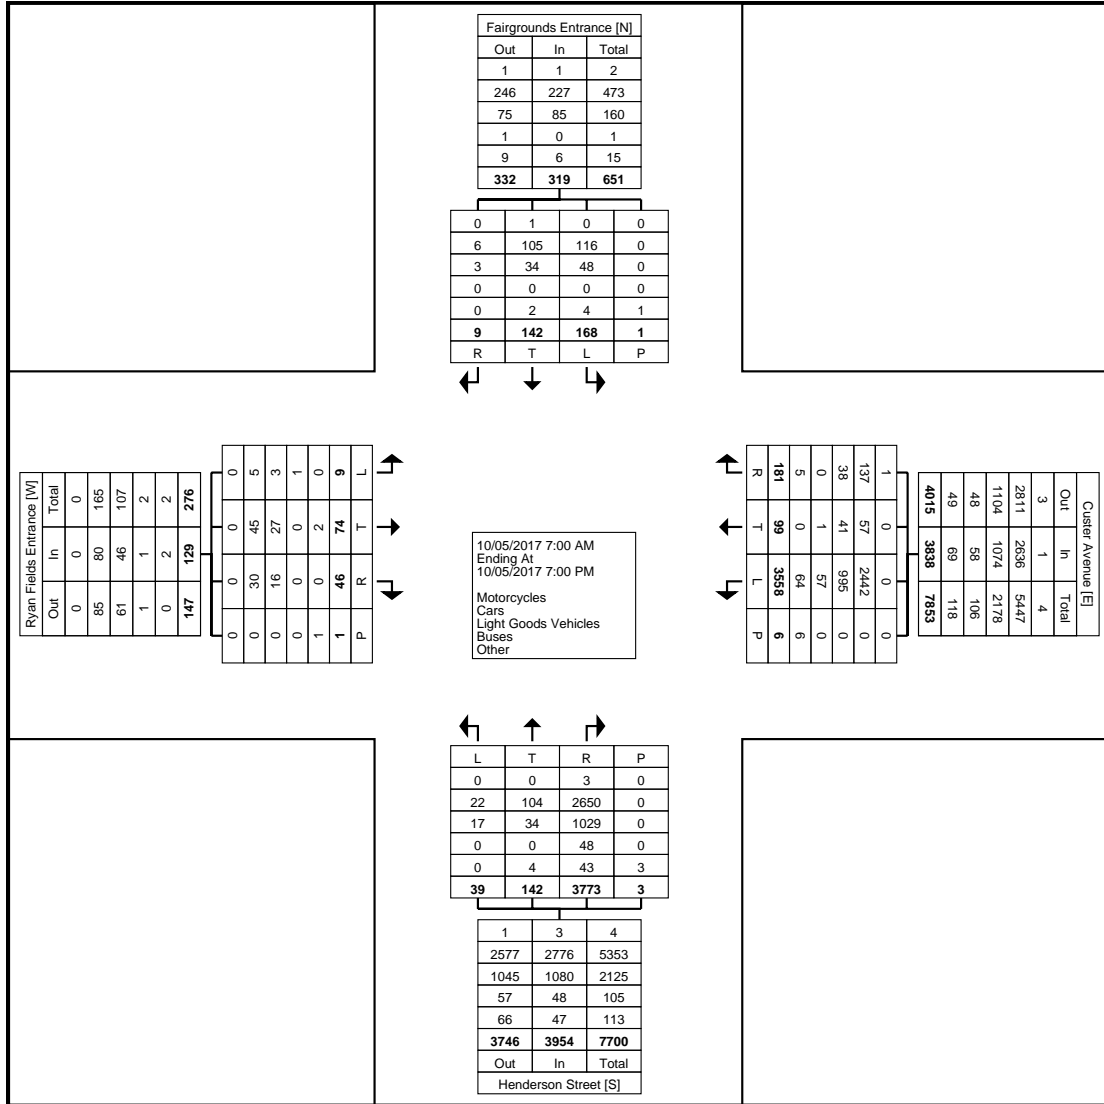 Fairgrounds Entrance [N]
Out In Total
1 1 2
246 227 473
75 85 160
1 0 1
9 6 15
332 319 651
0 1 0 0
6 105 116 0
3 34 48 0
0 0 0 0
0 2 4 1
9 142 168 1
R T L P
Ryan Fields Entrance [W]
Total 0 165 107 2 2 276
In 0 80 46 1 2 129
Out 0 85 61 1 0 147
0 5 3 1 0 9 L
0 45 27 0 2 74 T
0 30 16 0 0 46 R
0 0 0 0 1 1 P
10/05/2017 7:00 AM
Ending At
10/05/2017 7:00 PM
Motorcycles
Cars
Light Goods Vehicles
Buses
Other
R 181 5 0 38 137 1
T 99 0 1 41 57 0
L 3558 64 57 995 2442 0
P 6 6 0 0 0 0
Custer Avenue [E]
4015 49 48 1104 2811 3 Out
3838 69 58 1074 2636 1 In
7853 118 106 2178 5447 4 Total
L T R P
0 0 3 0
22 104 2650 0
17 34 1029 0
0 0 48 0
0 4 43 3
39 142 3773 3
1 3 4
2577 2776 5353
1045 1080 2125
57 48 105
66 47 113
3746 3954 7700
Out In Total
Henderson Street [S]